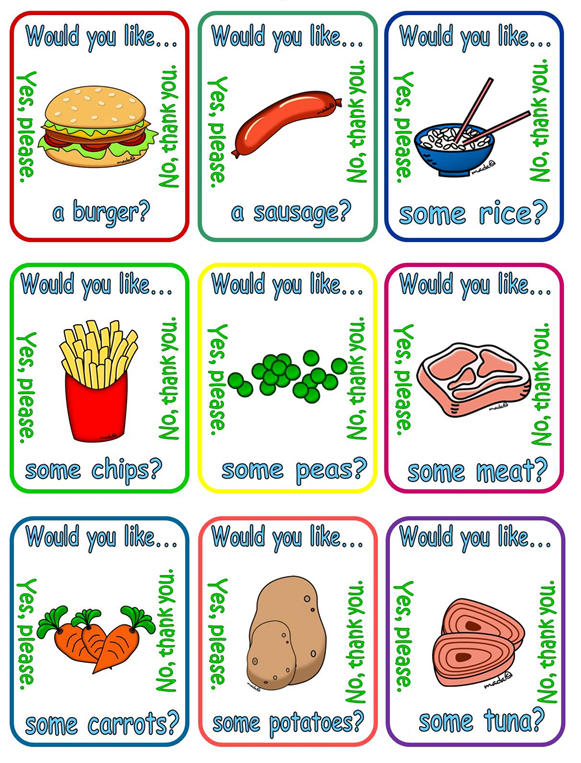 Would you like...
Yes, please.
No, thank you.
a burger?
Would you like...
Yes, please.
No, thank you.
a sausage?
Would you like...
Yes, please.
No, thank you.
some rice?
Would you like...
Yes, please.
No, thank you.
some chips?
Would you like...
Yes, please.
No, thank you.
some peas?
Would you like...
Yes, please.
No, thank you.
some meat?
Would you like...
Yes, please.
No, thank you.
some carrots?
Would you like...
Yes, please.
No, thank you.
some potatoes?
Would you like...
Yes, please.
No, thank you.
some tuna?